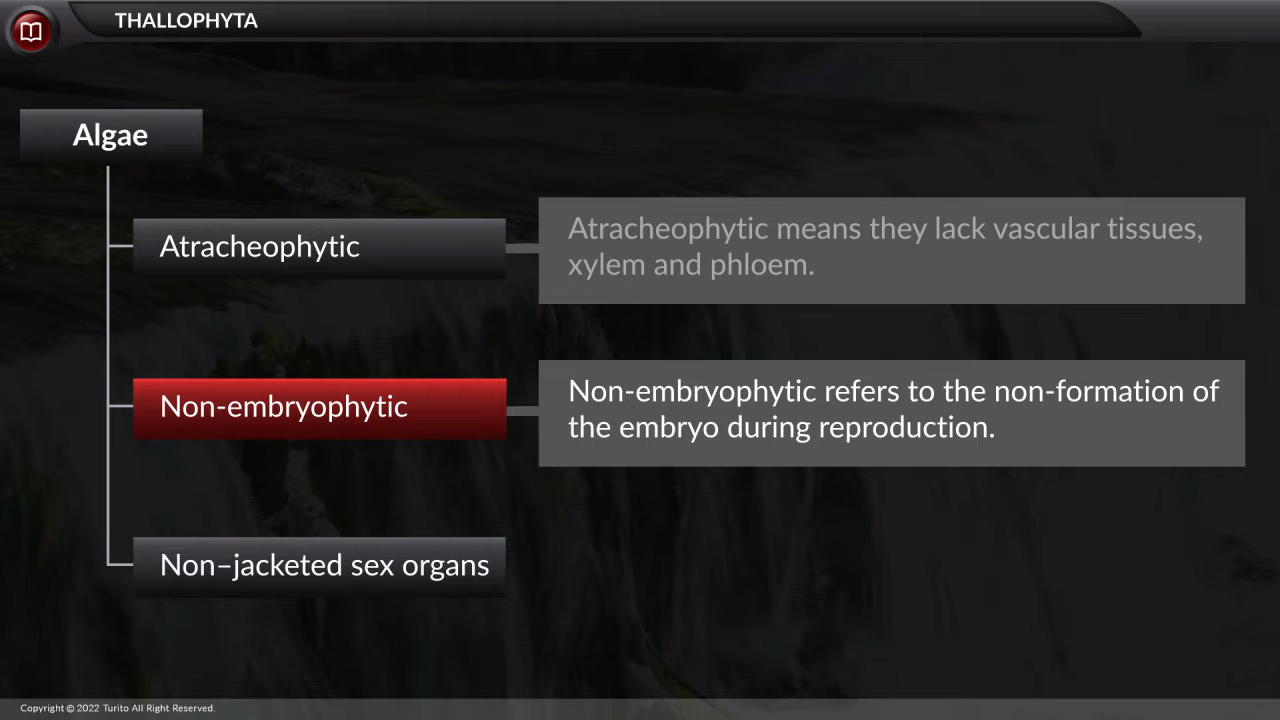 THALLOPHYTA
Algae
Atracheophytic
Atracheophytic means they lack vascular tissues,
xylem and phloem.
Non-embryophytic
Non-embryophytic refers to the non-formation of
the embryo during reproduction.
Non–jacketed sex organs
Copyright © 2022 Turito All Right Reserved.